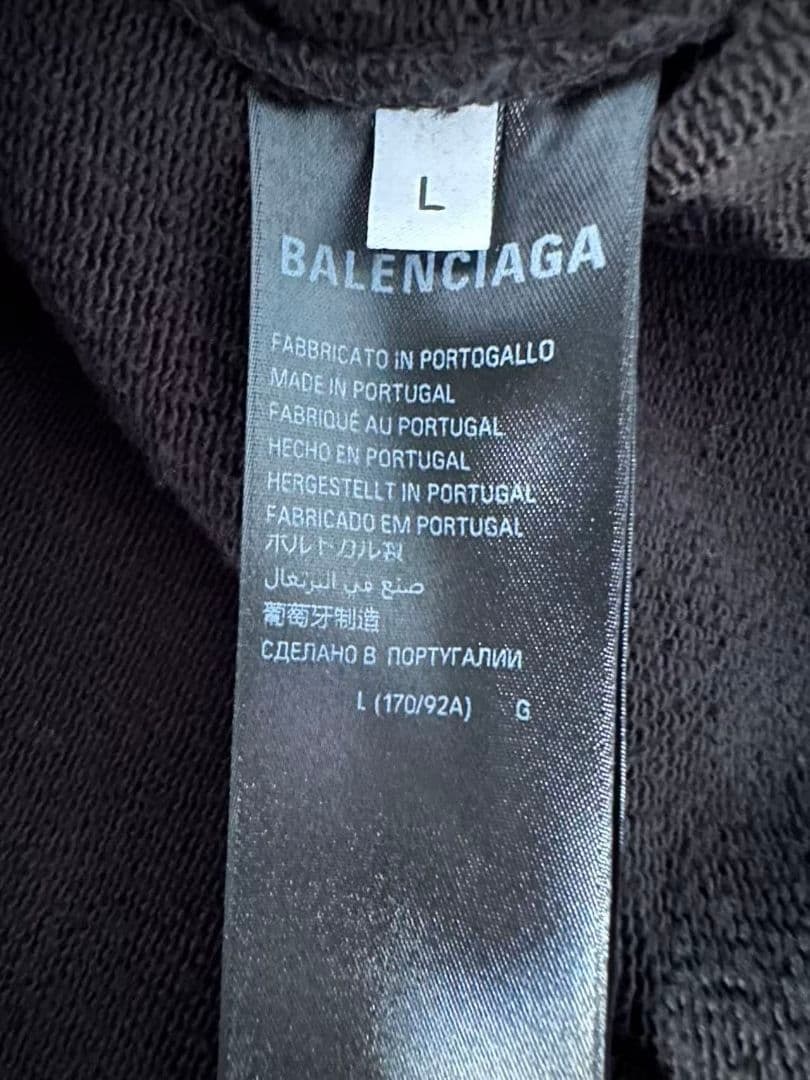 L
BALENCIAGA
FABBRICATO IN PORTOGALLO
MADE IN PORTUGAL
FABRIQUÉ AU PORTUGAL
HECHO EN PORTUGAL
HERGESTELLT IN PORTUGAL
FABRICADO EM PORTUGAL
ポルトガル製
صنع في البرتغال
葡萄牙制造
СДЕЛАНО В ПОРТУГАЛИИ
L (170/92A) G